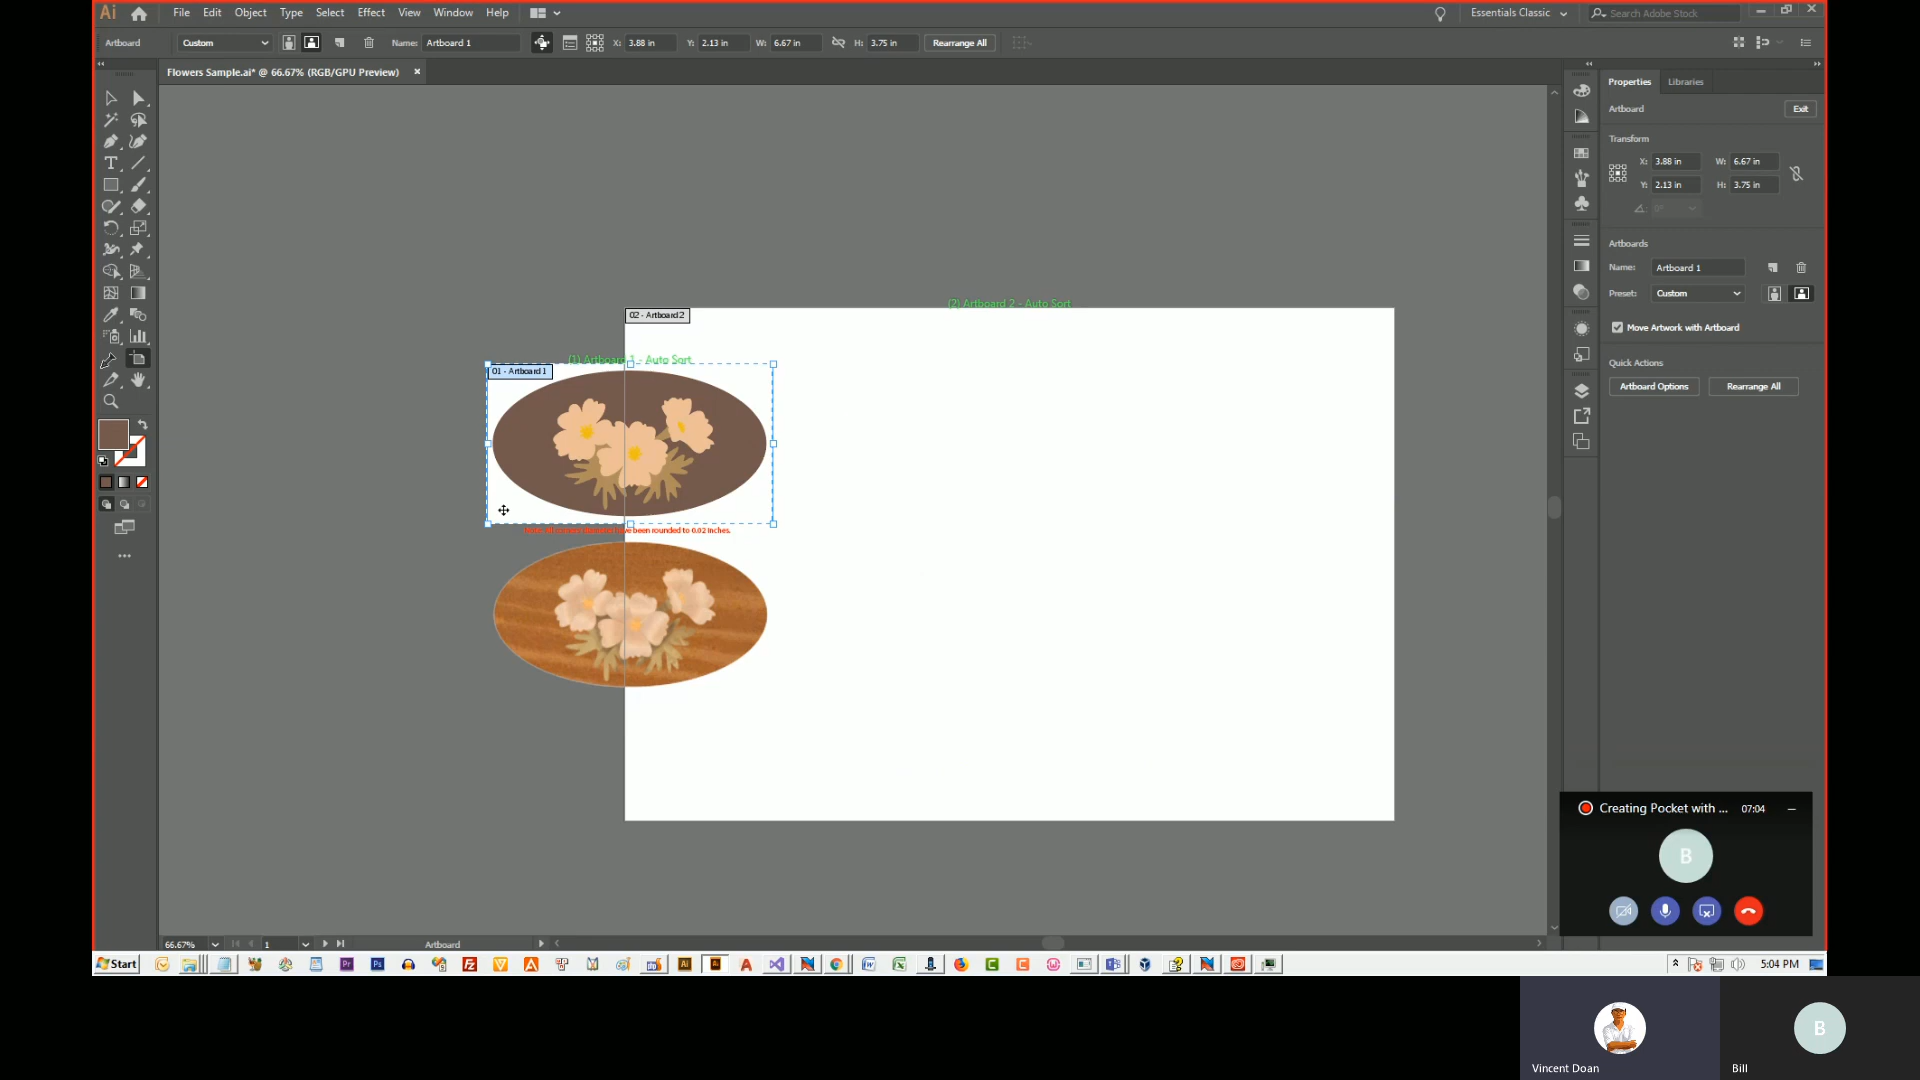 Ai File Edit Object Type Select Effect View Window Help Essentials Classic Search Adobe Stock
Artboard Custom Name: Artboard 1 X: 3.88 in Y: 2.13 in W: 6.67 in H: 3.75 in Rearrange All
Flowers Sample.ai* @ 66.67% (RGB/GPU Preview) ×
Properties Libraries
Artboard Exit
Transform
X: 3.88 in W: 6.67 in
Y: 2.13 in H: 3.75 in
0°
Artboards
Name: Artboard 1
Preset: Custom
Move Artwork with Artboard
Quick Actions
Artboard Options Rearrange All
(2) Artboard 2 - Auto Sort
02 - Artboard 2
(1) Artboard 1 - Auto Sort
01 - Artboard 1
have been rounded to 0.02 inches.
Creating Pocket with ... 07:04
B
66.67% 1 Artboard
Start 5:04 PM
B
Vincent Doan Bill